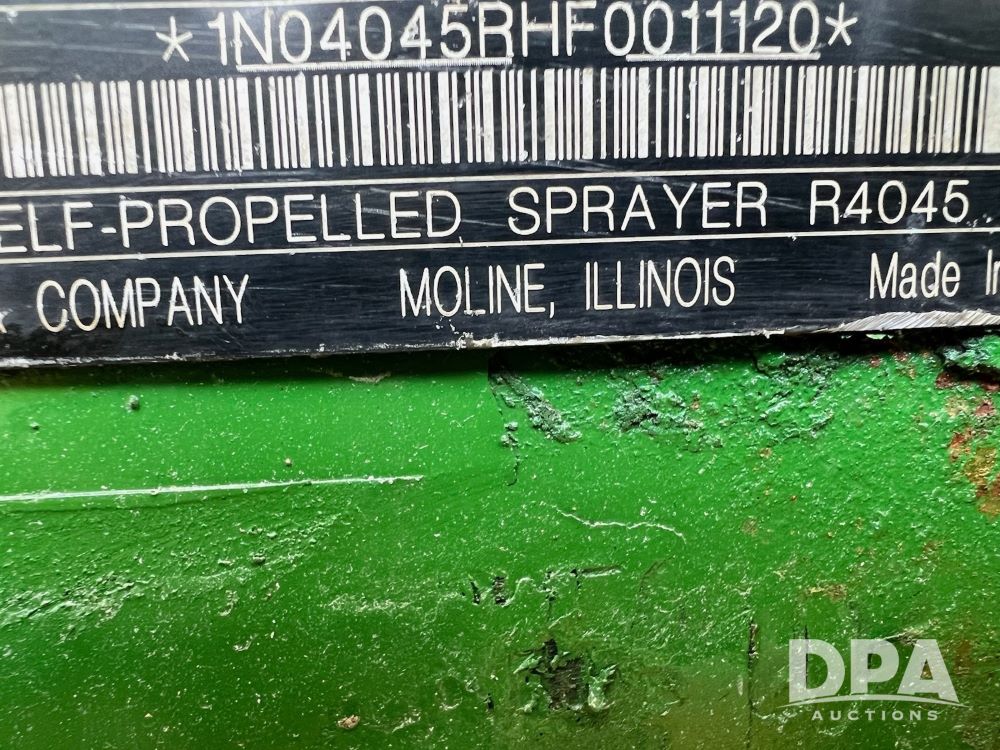 *1N04045RHF0011120*
ELF-PROPELLED SPRAYER R4045
COMPANY MOLINE, ILLINOIS Made In
DPA
AUCTIONS